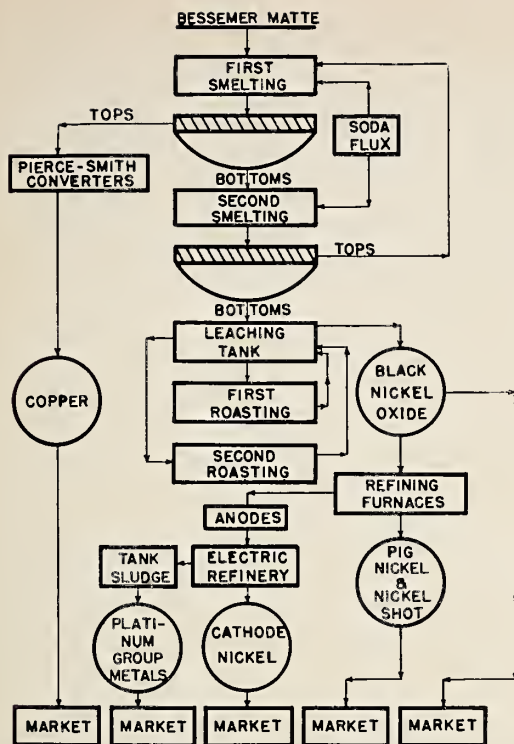 BESSEMER MATTE
FIRST
SMELTING
TOPS
SODA
FLUX
PIERCE-SMITH
CONVERTERS
BOTTOMS
SECOND
SMELTING
TOPS
BOTTOMS
LEACHING
TANK
COPPER
FIRST
ROASTING
BLACK
NICKEL
OXIDE
SECOND
ROASTING
REFINING
FURNACES
ANODES
TANK
SLUDGE
ELECTRIC
REFINERY
PIG
NICKEL
&
NICKEL
SHOT
PLATI-
NUM
GROUP
METALS
CATHODE
NICKEL
MARKET
MARKET
MARKET
MARKET
MARKET